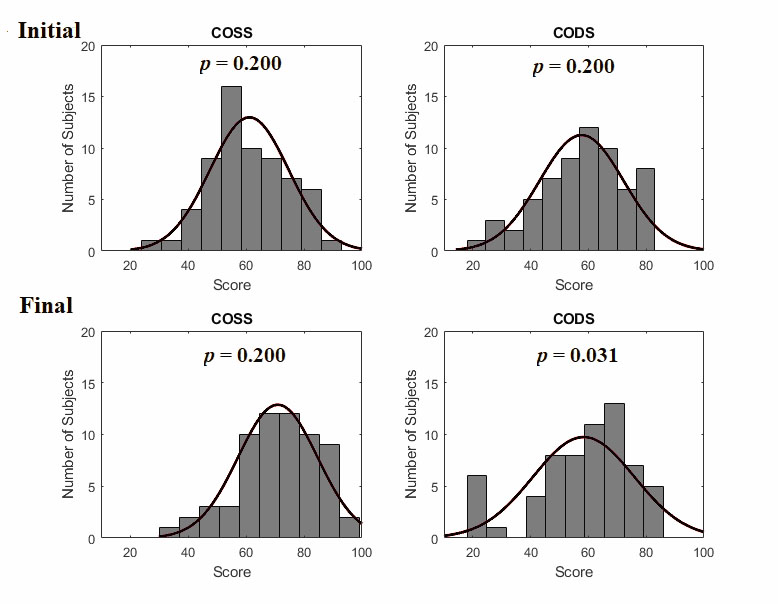 Initial
COSS
CODS
p = 0.200
p = 0.200
20
15
10
5
0
Number of Subjects
20 40 60 80 100
Score
20
15
10
5
0
Number of Subjects
20 40 60 80 100
Score
Final
COSS
CODS
p = 0.200
p = 0.031
20
15
10
5
0
Number of Subjects
20 40 60 80 100
Score
20
15
10
5
0
Number of Subjects
20 40 60 80 100
Score